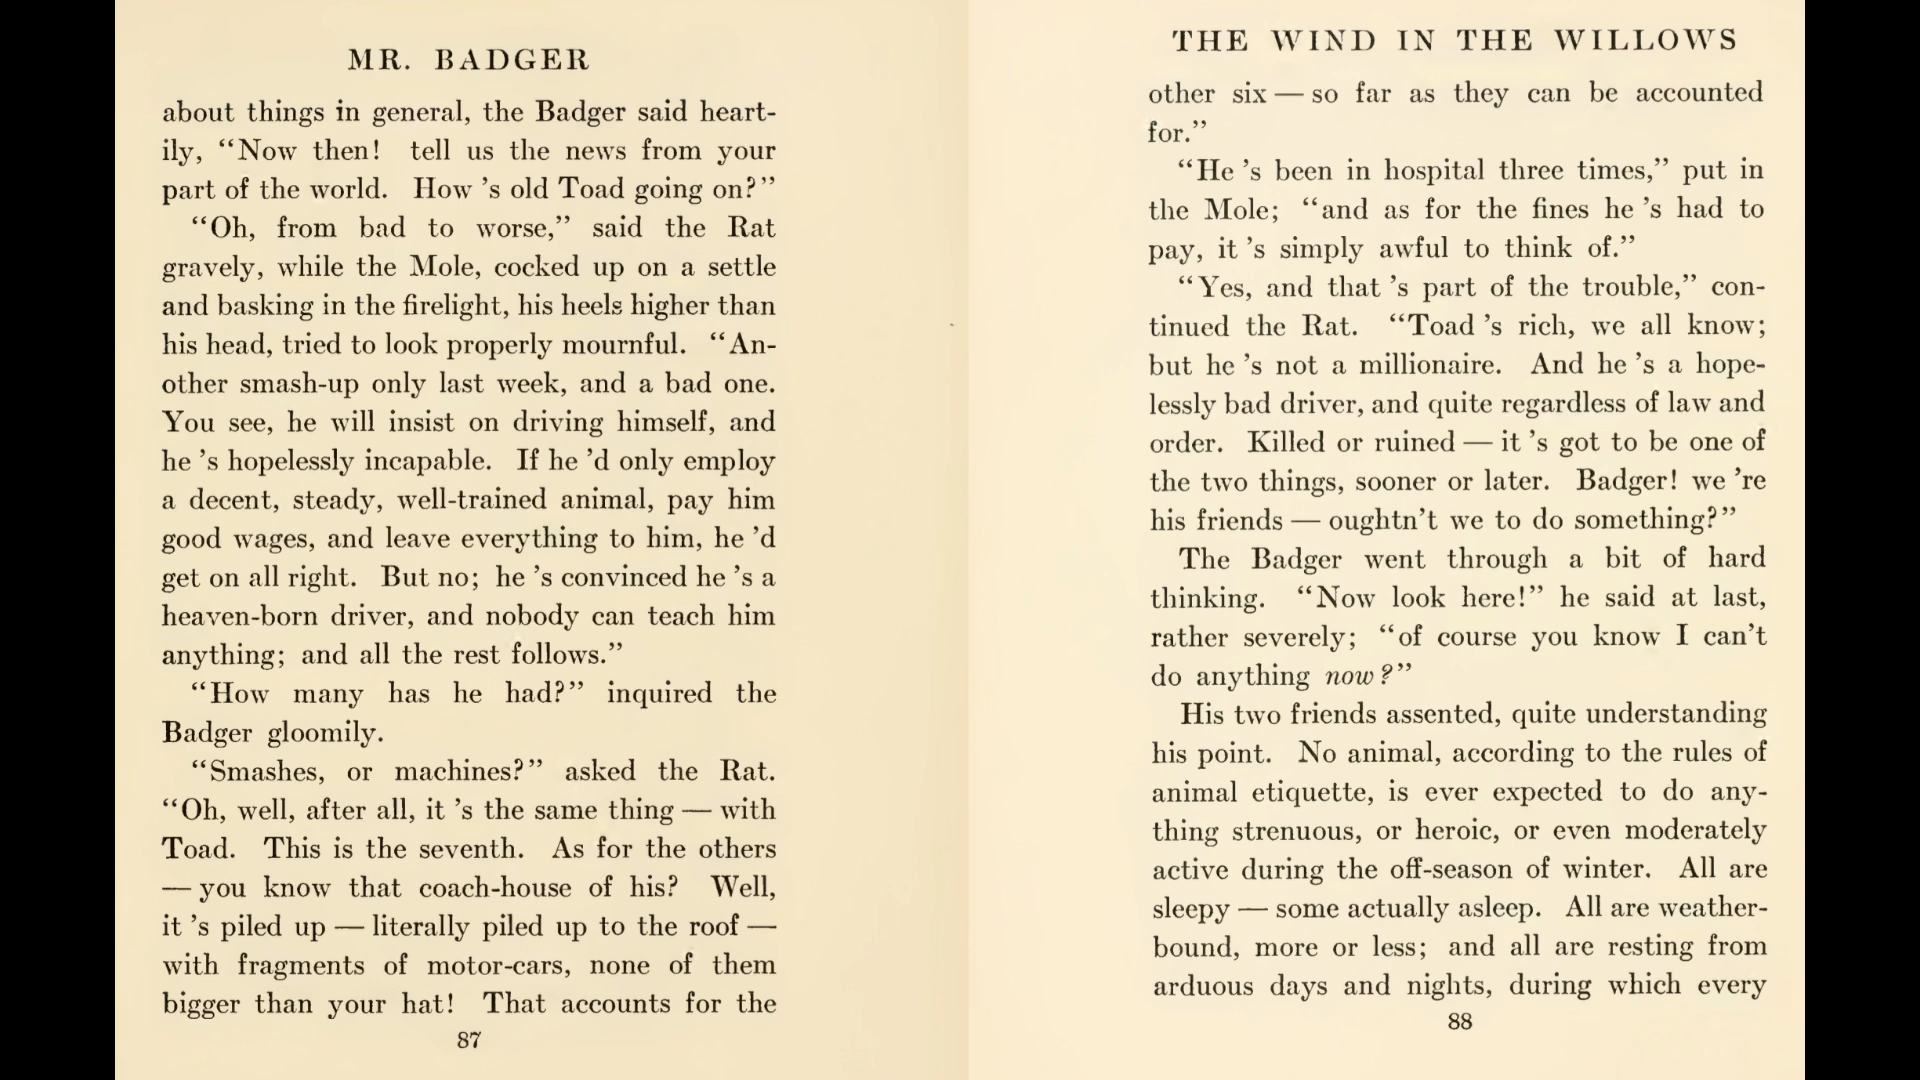 MR. BADGER
about things in general, the Badger said heart-
ily, “Now then! tell us the news from your
part of the world. How ’s old Toad going on?”
“Oh, from bad to worse,” said the Rat
gravely, while the Mole, cocked up on a settle
and basking in the firelight, his heels higher than
his head, tried to look properly mournful. “An-
other smash-up only last week, and a bad one.
You see, he will insist on driving himself, and
he ’s hopelessly incapable. If he ’d only employ
a decent, steady, well-trained animal, pay him
good wages, and leave everything to him, he ’d
get on all right. But no; he ’s convinced he ’s a
heaven-born driver, and nobody can teach him
anything; and all the rest follows.”
“How many has he had?” inquired the
Badger gloomily.
“Smashes, or machines?” asked the Rat.
“Oh, well, after all, it ’s the same thing — with
Toad. This is the seventh. As for the others
— you know that coach-house of his? Well,
it ’s piled up — literally piled up to the roof —
with fragments of motor-cars, none of them
bigger than your hat! That accounts for the
87
THE WIND IN THE WILLOWS
other six — so far as they can be accounted
for.”
“He ’s been in hospital three times,” put in
the Mole; “and as for the fines he ’s had to
pay, it ’s simply awful to think of.”
“Yes, and that ’s part of the trouble,” con-
tinued the Rat. “Toad ’s rich, we all know;
but he ’s not a millionaire. And he ’s a hope-
lessly bad driver, and quite regardless of law and
order. Killed or ruined — it ’s got to be one of
the two things, sooner or later. Badger! we ’re
his friends — oughtn’t we to do something?”
The Badger went through a bit of hard
thinking. “Now look here!” he said at last,
rather severely; “of course you know I can’t
do anything now?”
His two friends assented, quite understanding
his point. No animal, according to the rules of
animal etiquette, is ever expected to do any-
thing strenuous, or heroic, or even moderately
active during the off-season of winter. All are
sleepy — some actually asleep. All are weather-
bound, more or less; and all are resting from
arduous days and nights, during which every
88